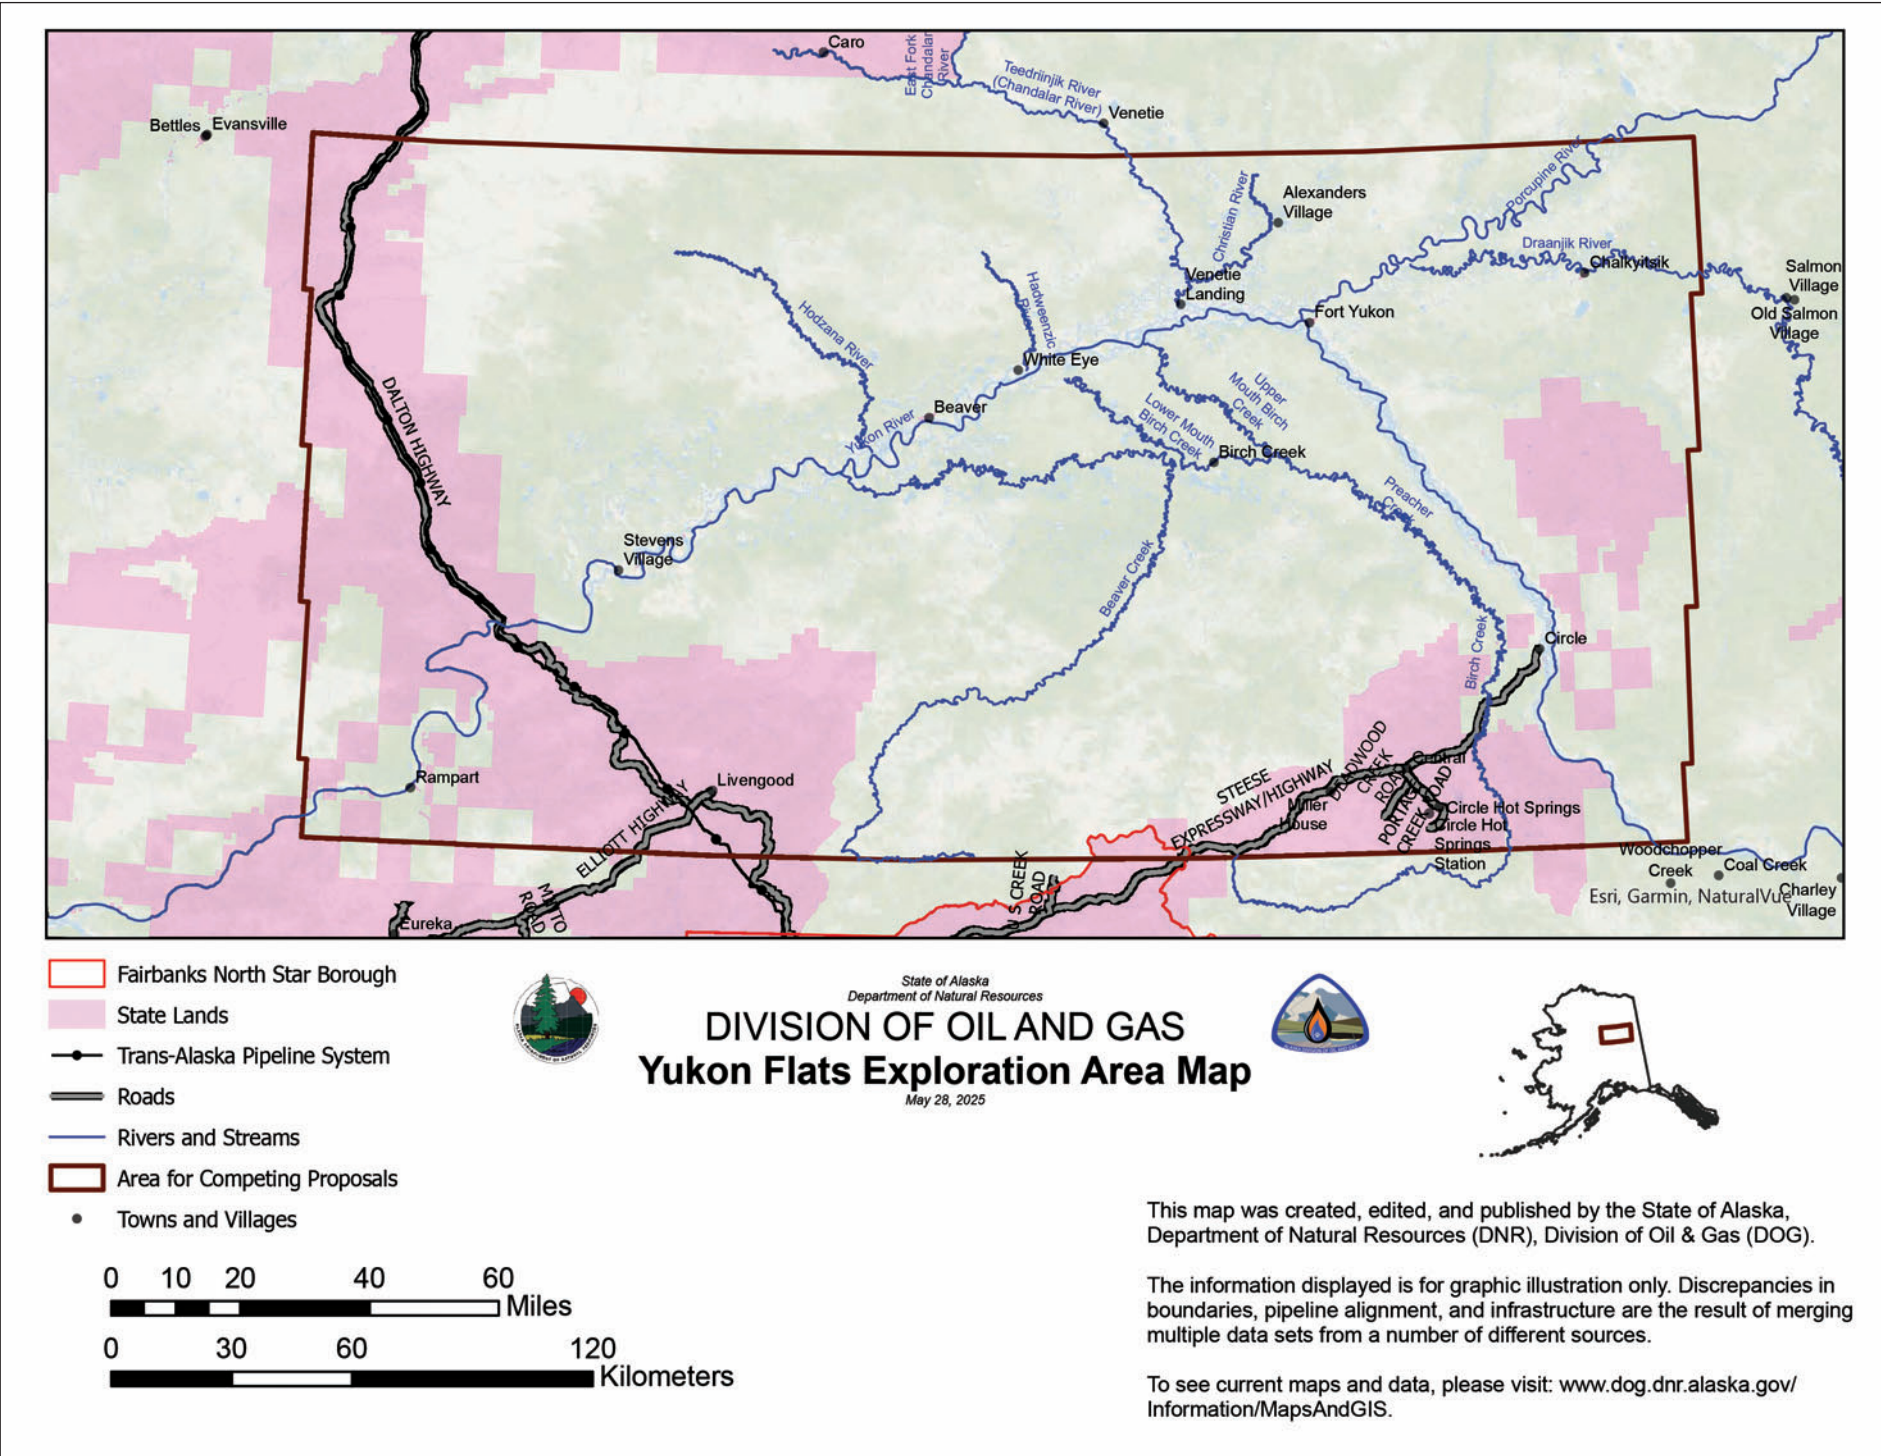 Caro
East Fork
Chandalar
River
Teedriinjik River
(Chandalar River)
Venetie
Bettles
Evansville
Porcupine River
Christian River
Alexanders
Village
Draanjik River
Chalkyitsik
Salmon
Village
Old Salmon
Village
Venetie
Landing
Fort Yukon
Hadweenzic
River
Hodzana River
White Eye
Beaver
Yukon River
Upper
Mouth Birch
Creek
Lower Mouth
Birch Creek
Birch Creek
Preacher
Creek
DALTON HIGHWAY
Stevens
Village
Beaver Creek
Birch Creek
Circle
Rampart
Livengood
ELLIOTT HIGHWAY
STEESE
EXPRESSWAY/HIGHWAY
DEADWOOD
CREEK
ROAD
Central
PORTAGE
CREEK ROAD
Miller
House
Circle Hot Springs
Circle Hot
Springs
Station
U S CREEK
ROAD
Eureka
MINTO
ROAD
Woodchopper
Creek
Coal Creek
Charley
Village
Esri, Garmin, NaturalVue
Fairbanks North Star Borough
State Lands
Trans-Alaska Pipeline System
Roads
Rivers and Streams
Area for Competing Proposals
Towns and Villages
0 10 20 40 60
Miles
0 30 60 120
Kilometers
State of Alaska
Department of Natural Resources
DIVISION OF OIL AND GAS
Yukon Flats Exploration Area Map
May 28, 2025
This map was created, edited, and published by the State of Alaska,
Department of Natural Resources (DNR), Division of Oil & Gas (DOG).
The information displayed is for graphic illustration only. Discrepancies in
boundaries, pipeline alignment, and infrastructure are the result of merging
multiple data sets from a number of different sources.
To see current maps and data, please visit: www.dog.dnr.alaska.gov/
Information/MapsAndGIS.